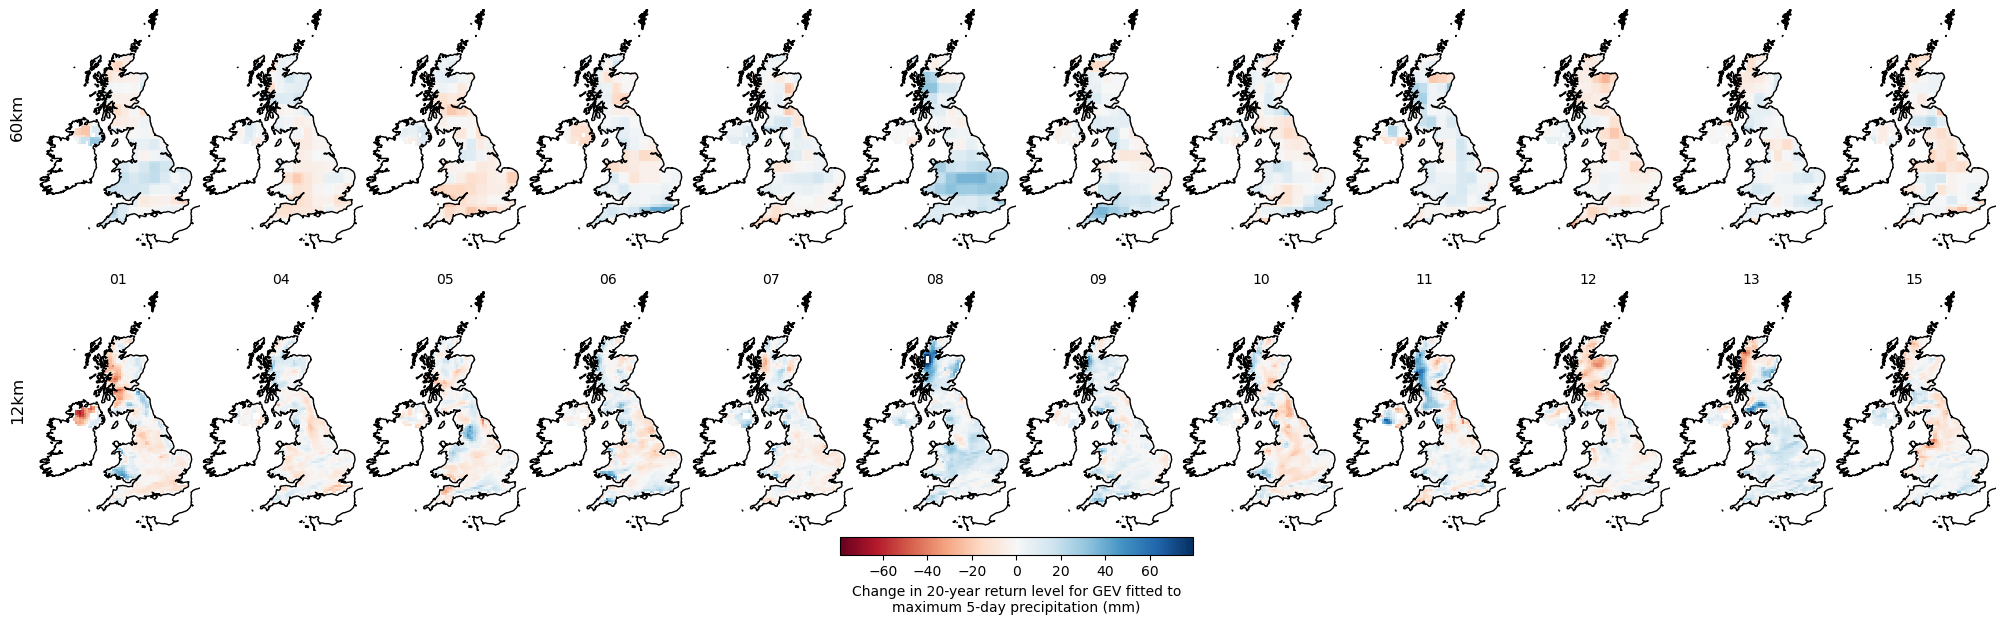 60km
01 04 05 06 07 08 09 10 11 12 13 15
12km
−60 −40 −20 0 20 40 60
Change in 20-year return level for GEV fitted to
maximum 5-day precipitation (mm)